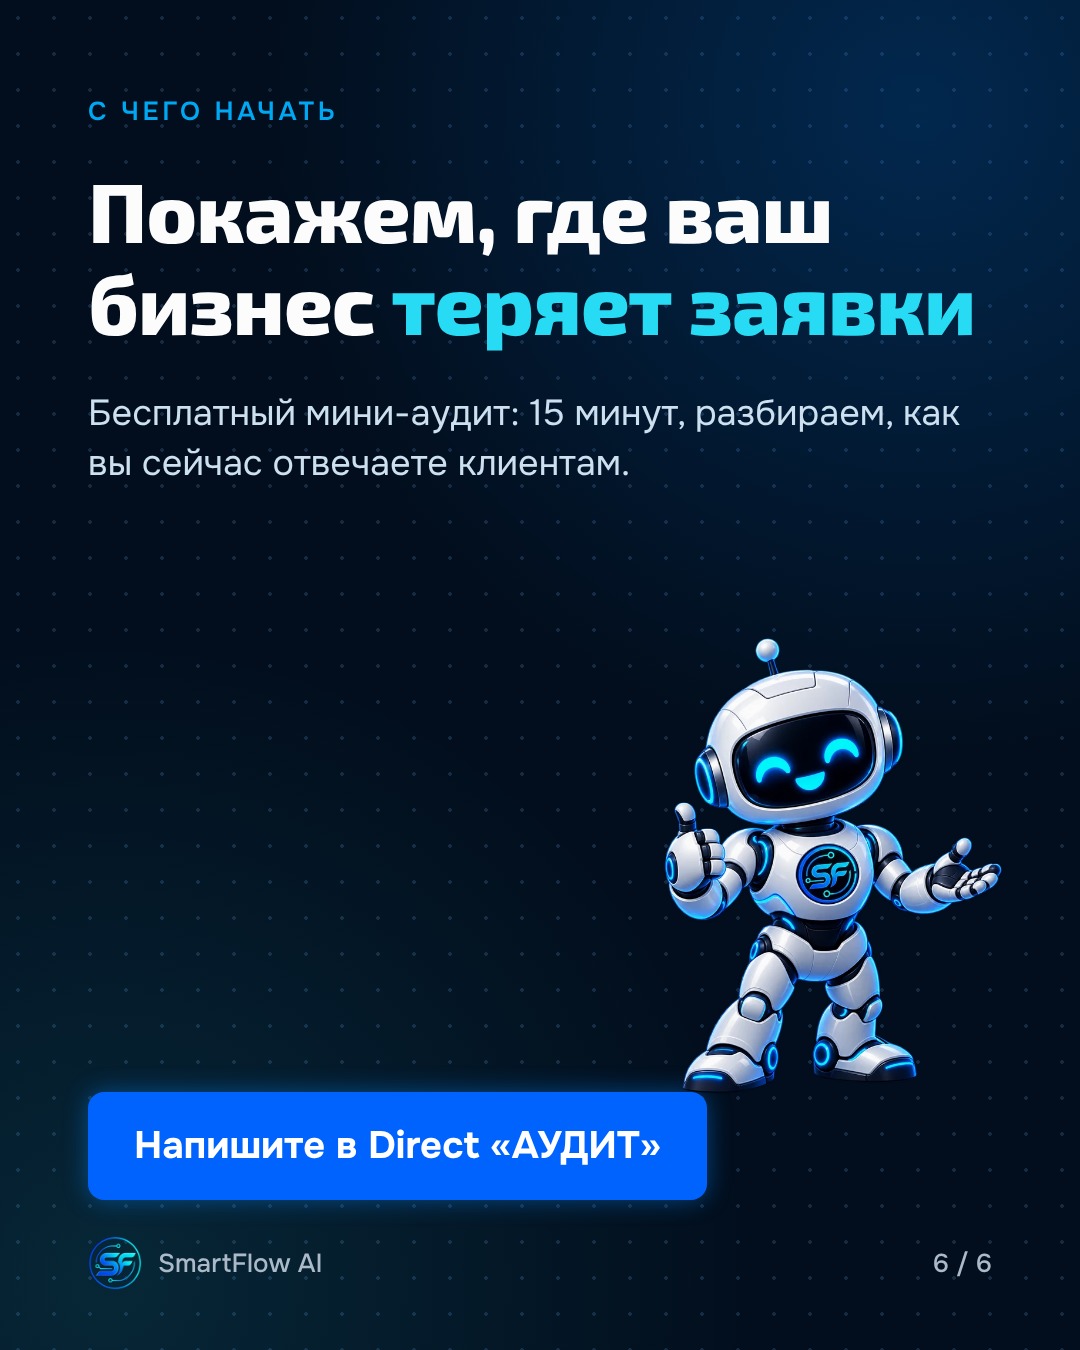 С ЧЕГО НАЧАТЬ
Покажем, где ваш
бизнес теряет заявки
Бесплатный мини-аудит: 15 минут, разбираем, как
вы сейчас отвечаете клиентам.
SF
Напишите в Direct «АУДИТ»
SF
SmartFlow AI
6 / 6